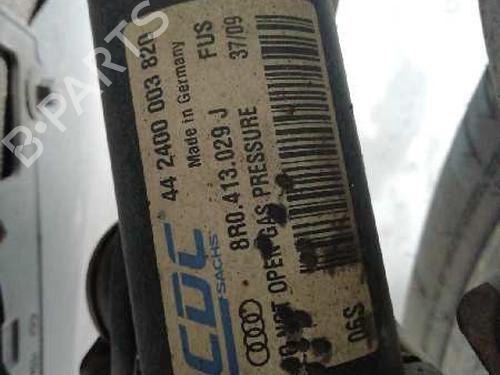 44 2400 003 820
Made in Germany
FUS
37/09
CDC
SACHS
8R0.413.029 J
DO NOT OPEN GAS PRESSURE
06S
B-PARTS